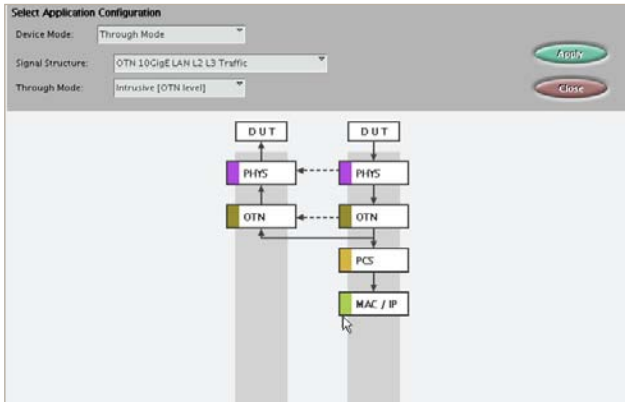 Select Application Configuration
Device Mode: Through Mode
Apply
Signal Structure: OTN 10GigE LAN L2 L3 Traffic
Through Mode: Intrusive [OTN level]
Close
DUT DUT
PHYS PHYS
OTN OTN
PCS
MAC / IP